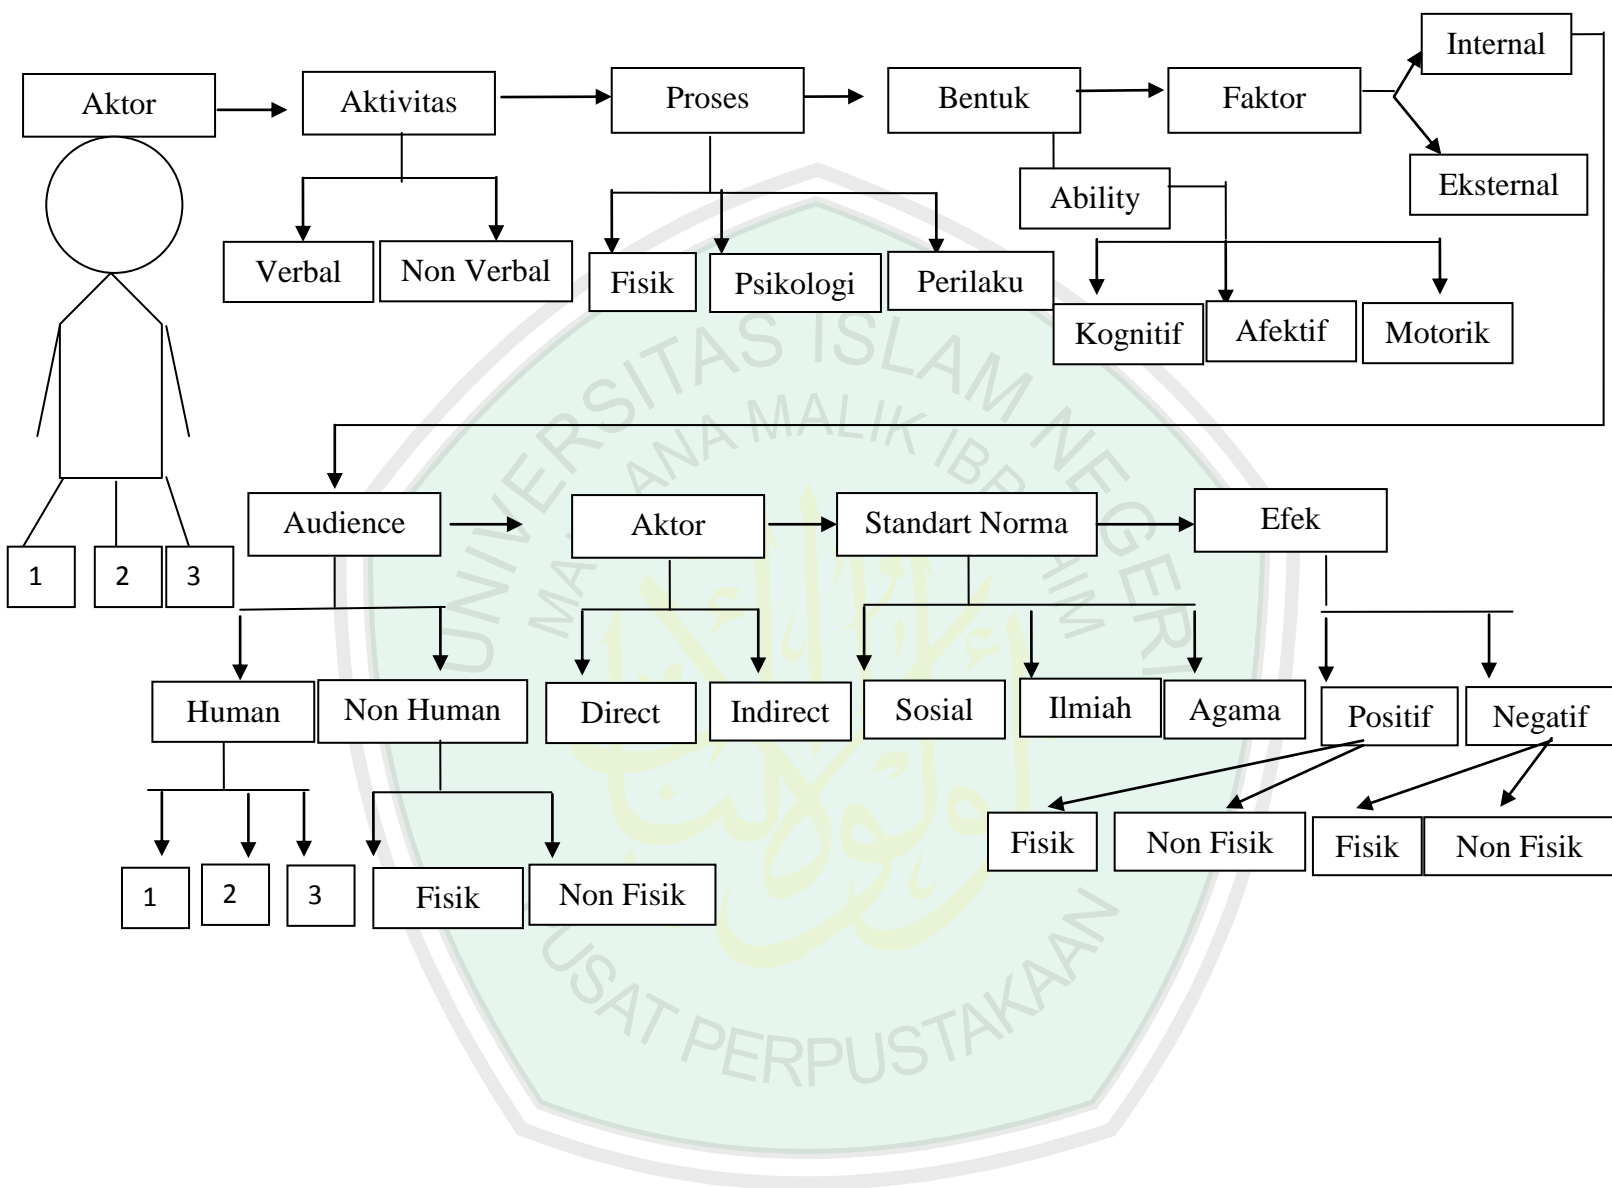 Internal
Aktor
Aktivitas
Proses
Bentuk
Faktor
Ability
Eksternal
Verbal
Non Verbal
Fisik
Psikologi
Perilaku
Kognitif
Afektif
Motorik
1
2
3
Audience
Aktor
Standart Norma
Efek
Human
Non Human
Direct
Indirect
Sosial
Ilmiah
Agama
Positif
Negatif
Fisik
Non Fisik
Fisik
Non Fisik
1
2
3
Fisik
Non Fisik
UNIVERSITAS ISLAM NEGERI
MAULANA MALIK IBRAHIM
PUSAT PERPUSTAKAAN